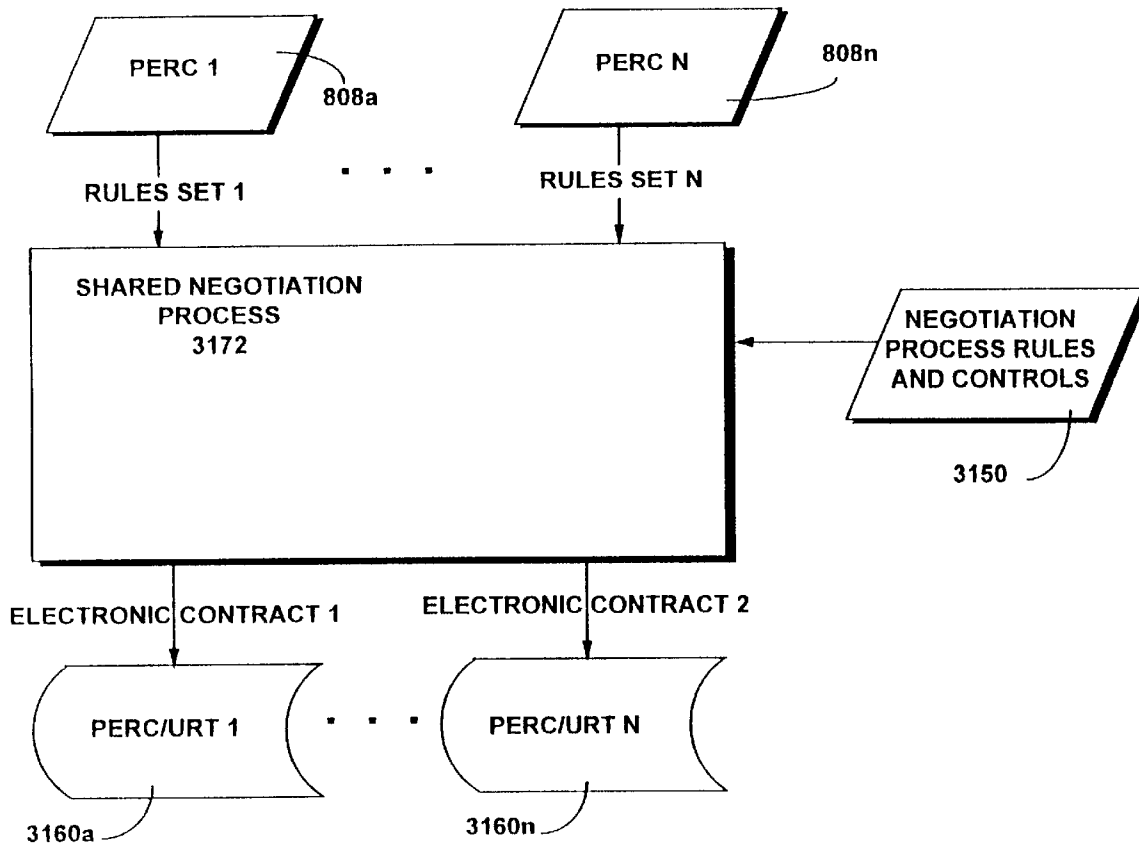 PERC 1
808a
PERC N
808n
RULES SET 1
RULES SET N
SHARED NEGOTIATION
PROCESS
3172
NEGOTIATION
PROCESS RULES
AND CONTROLS
3150
ELECTRONIC CONTRACT 1
ELECTRONIC CONTRACT 2
PERC/URT 1
PERC/URT N
3160a
3160n